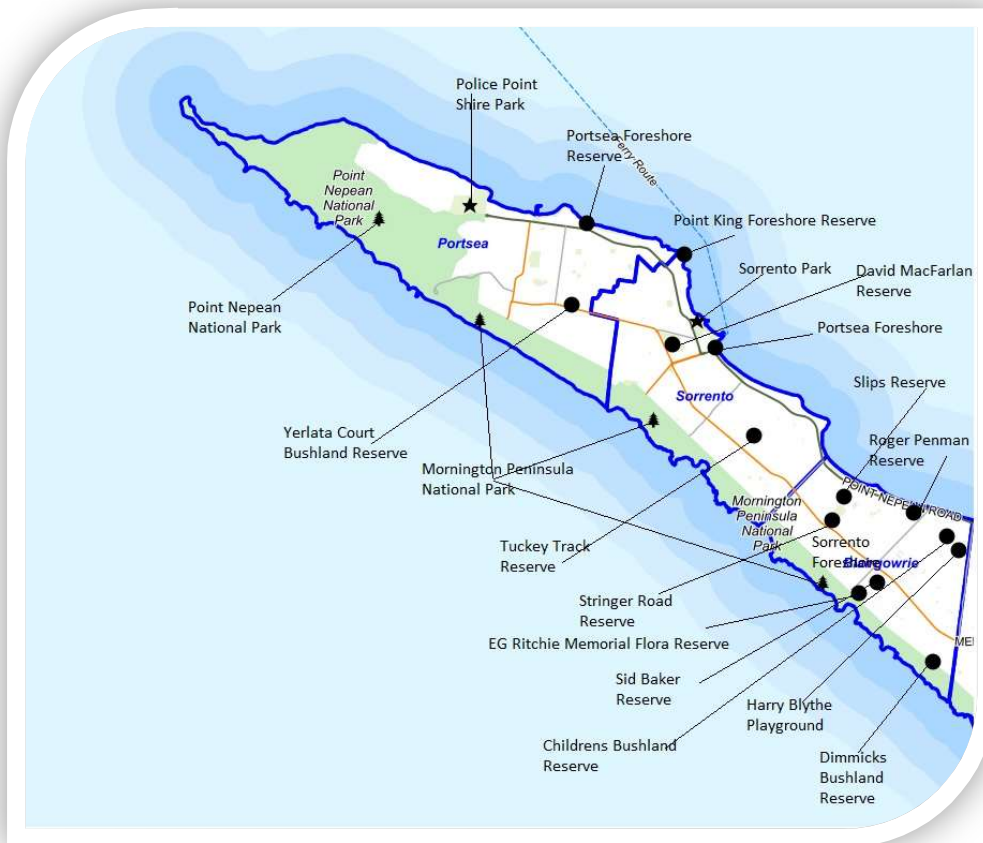 Police Point
Shire Park
Portsea Foreshore
Reserve
Ferry Route
Point
Nepean
National
Park
Point King Foreshore Reserve
Portsea
Sorrento Park
David MacFarlan
Reserve
Point Nepean
National Park
Portsea Foreshore
Slips Reserve
Sorrento
Yerlata Court
Bushland Reserve
Roger Penman
Reserve
Mornington Peninsula
National Park
POINT NEPEAN ROAD
Mornington
Peninsula
National
Park
Tuckey Track
Reserve
Sorrento
Foreshore
Stringer Road
Reserve
EG Ritchie Memorial Flora Reserve
Sid Baker
Reserve
Harry Blythe
Playground
Childrens Bushland
Reserve
Dimmicks
Bushland
Reserve